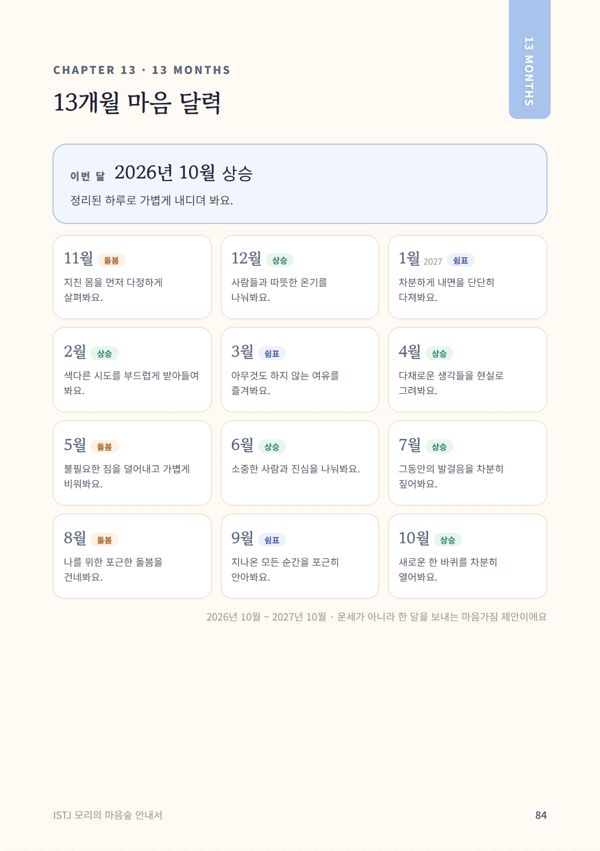 13 MONTHS
CHAPTER 13 · 13 MONTHS
13개월 마음 달력
이번 달 2026년 10월 상승
정리된 하루로 가볍게 내디뎌 봐요.
11월 돌봄
지친 몸을 먼저 다정하게
살펴봐요.
12월 상승
사람들과 따뜻한 온기를
나눠봐요.
1월 2027 쉼표
차분하게 내면을 단단히
다져봐요.
2월 상승
색다른 시도를 부드럽게 받아들여
봐요.
3월 쉼표
아무것도 하지 않는 여유를
즐겨봐요.
4월 상승
다채로운 생각들을 현실로
그려봐요.
5월 돌봄
불필요한 짐을 덜어내고 가볍게
비워봐요.
6월 상승
소중한 사람과 진심을 나눠봐요.
7월 상승
그동안의 발걸음을 차분히
짚어봐요.
8월 돌봄
나를 위한 포근한 돌봄을
건네봐요.
9월 쉼표
지나온 모든 순간을 포근히
안아봐요.
10월 상승
새로운 한 바퀴를 차분히
열어봐요.
2026년 10월 ~ 2027년 10월 · 운세가 아니라 한 달을 보내는 마음가짐 제안이에요
ISTJ 모리의 마음숲 안내서
84